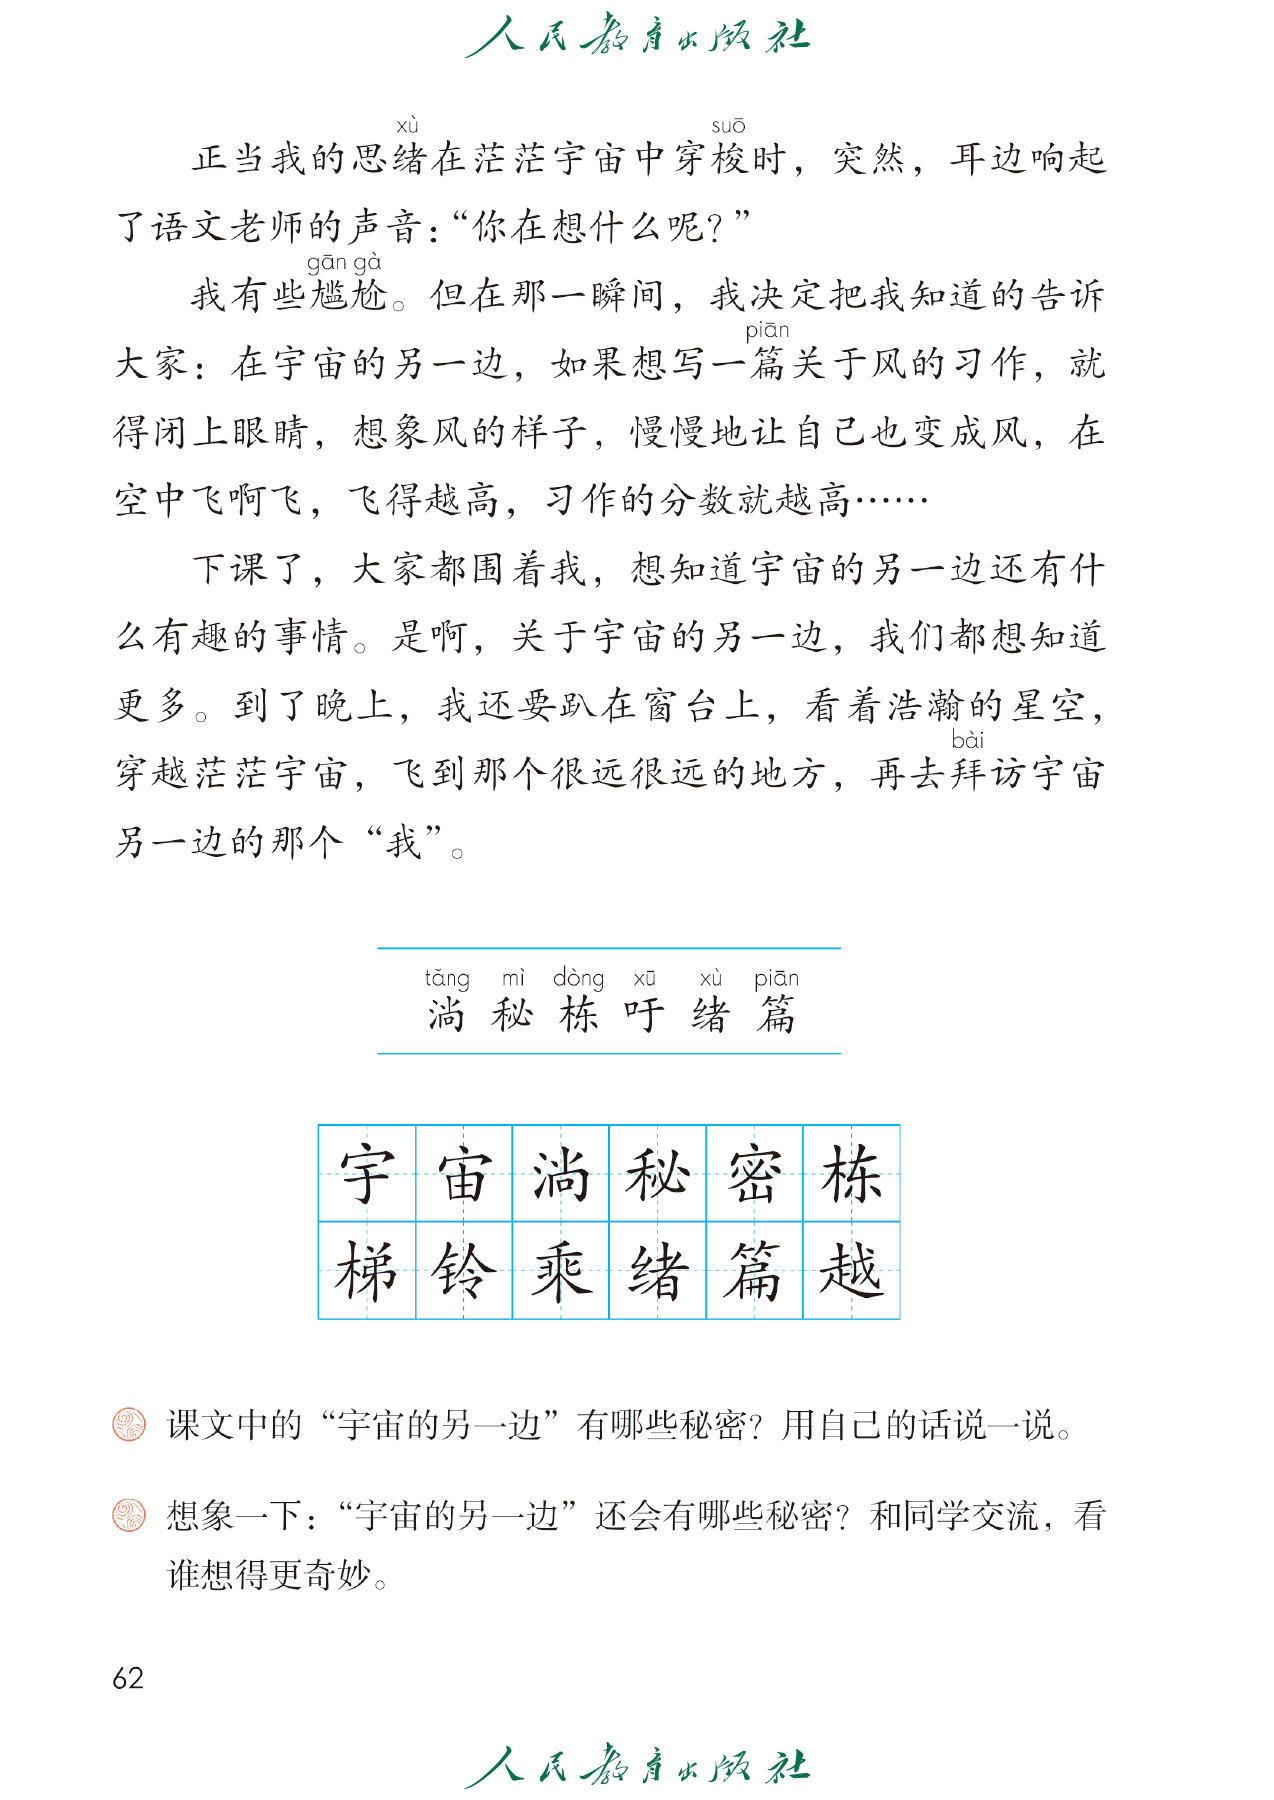 人民教育出版社
xù suō
正当我的思绪在茫茫宇宙中穿梭时，突然，耳边响起
了语文老师的声音：“你在想什么呢？”
gān gà
我有些尴尬。但在那一瞬间，我决定把我知道的告诉
piān
大家：在宇宙的另一边，如果想写一篇关于风的习作，就
得闭上眼睛，想象风的样子，慢慢地让自己也变成风，在
空中飞啊飞，飞得越高，习作的分数就越高……
下课了，大家都围着我，想知道宇宙的另一边还有什
么有趣的事情。是啊，关于宇宙的另一边，我们都想知道
更多。到了晚上，我还要趴在窗台上，看着浩瀚的星空，
bài
穿越茫茫宇宙，飞到那个很远很远的地方，再去拜访宇宙
另一边的那个“我”。
tǎng mì dòng xū xù piān
淌 秘 栋 吁 绪 篇
宇 宙 淌 秘 密 栋
梯 铃 乘 绪 篇 越
课文中的“宇宙的另一边”有哪些秘密？用自己的话说一说。
想象一下：“宇宙的另一边”还会有哪些秘密？和同学交流，看
谁想得更奇妙。
62
人民教育出版社